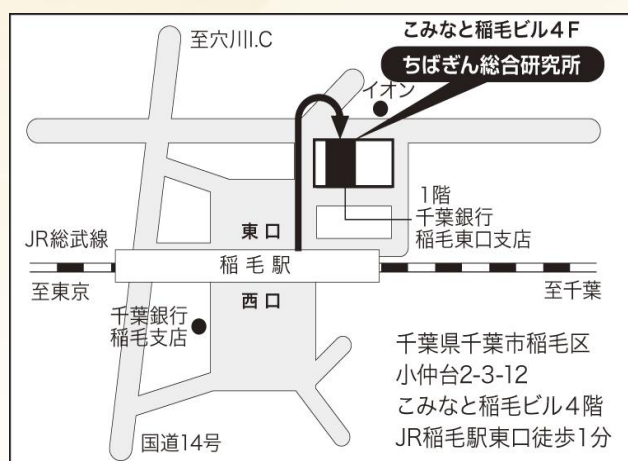 こみなと稲毛ビル4F
ちばぎん総合研究所
至穴川I.C
イオン
1階
千葉銀行
稲毛東口支店
東口
JR総武線
稲毛駅
至東京
至千葉
西口
千葉銀行
稲毛支店
国道14号
千葉県千葉市稲毛区
小仲台2-3-12
こみなと稲毛ビル4階
JR稲毛駅東口徒歩1分